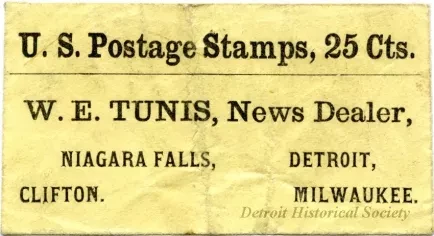 U. S. Postage Stamps, 25 Cts.
W. E. TUNIS, News Dealer,
NIAGARA FALLS, DETROIT,
CLIFTON. MILWAUKEE.
Detroit Historical Society